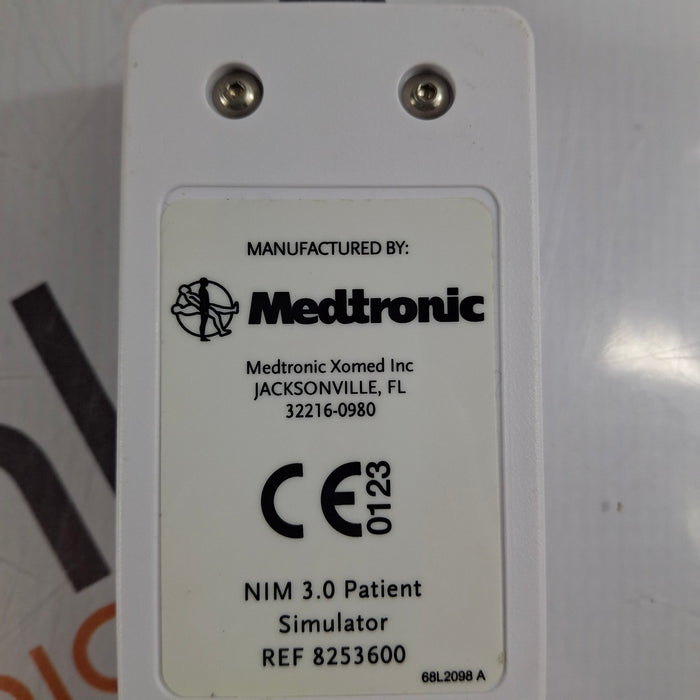 MANUFACTURED BY:
Medtronic
Medtronic Xomed Inc
JACKSONVILLE, FL
32216-0980
CE 0123
NIM 3.0 Patient
Simulator
REF 8253600
68L2098 A